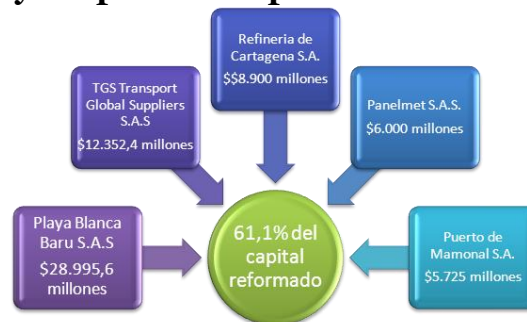 Refineria de
Cartagena S.A.
$$8.900 millones
TGS Transport
Global Suppliers
S.A.S
$12.352,4 millones
Panelmet S.A.S.
$6.000 millones
Playa Blanca
Baru S.A.S
$28.995,6
millones
61,1% del
capital
reformado
Puerto de
Mamonal S.A.
$5.725 millones